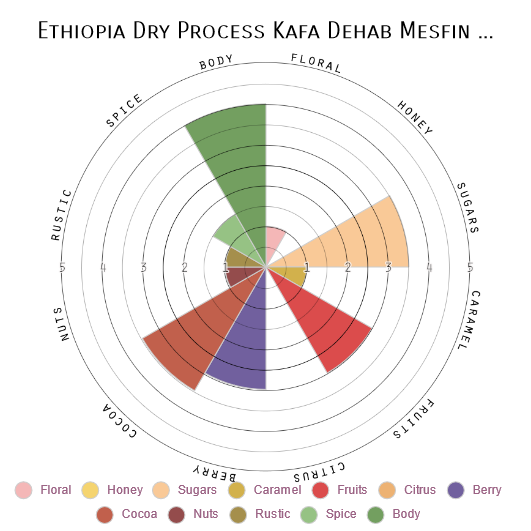 Ethiopia Dry Process Kafa Dehab Mesfin ...
BODY
FLORAL
SPICE
HONEY
RUSTIC
SUGARS
5 4 3 2 1 1 2 3 4 5
NUTS
CARAMEL
COCOA
FRUITS
BERRY
CITRUS
Floral Honey Sugars Caramel Fruits Citrus Berry
Cocoa Nuts Rustic Spice Body